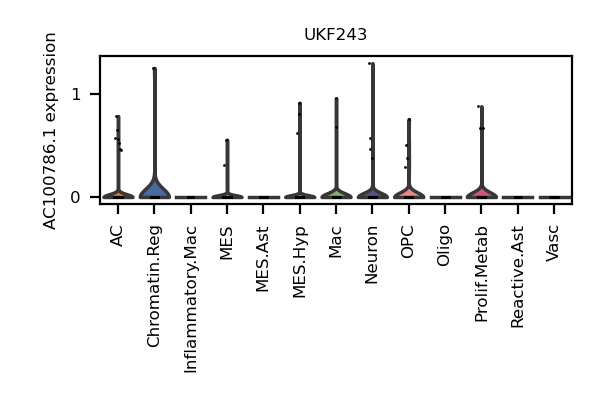 UKF243
AC100786.1 expression
1
0
AC
Chromatin.Reg
Inflammatory.Mac
MES
MES.Ast
MES.Hyp
Mac
Neuron
OPC
Oligo
Prolif.Metab
Reactive.Ast
Vasc